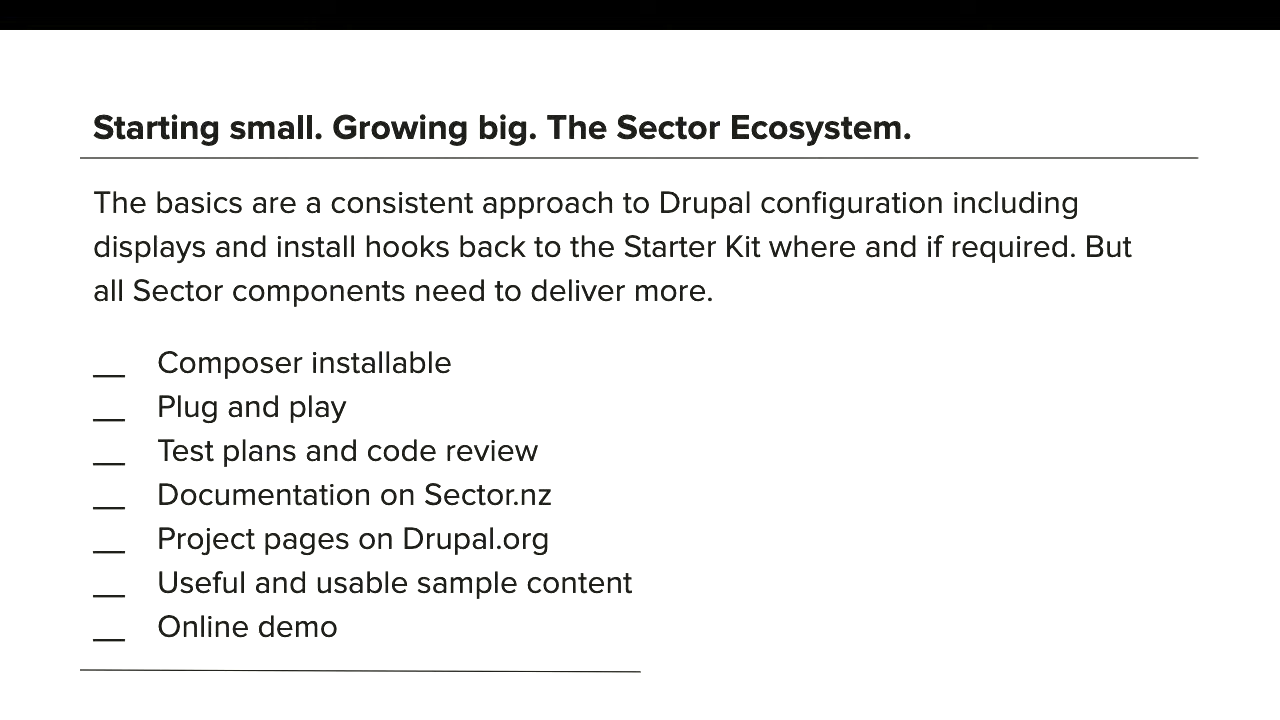 Starting small. Growing big. The Sector Ecosystem.
The basics are a consistent approach to Drupal configuration including
displays and install hooks back to the Starter Kit where and if required. But
all Sector components need to deliver more.
__ Composer installable
__ Plug and play
__ Test plans and code review
__ Documentation on Sector.nz
__ Project pages on Drupal.org
__ Useful and usable sample content
__ Online demo